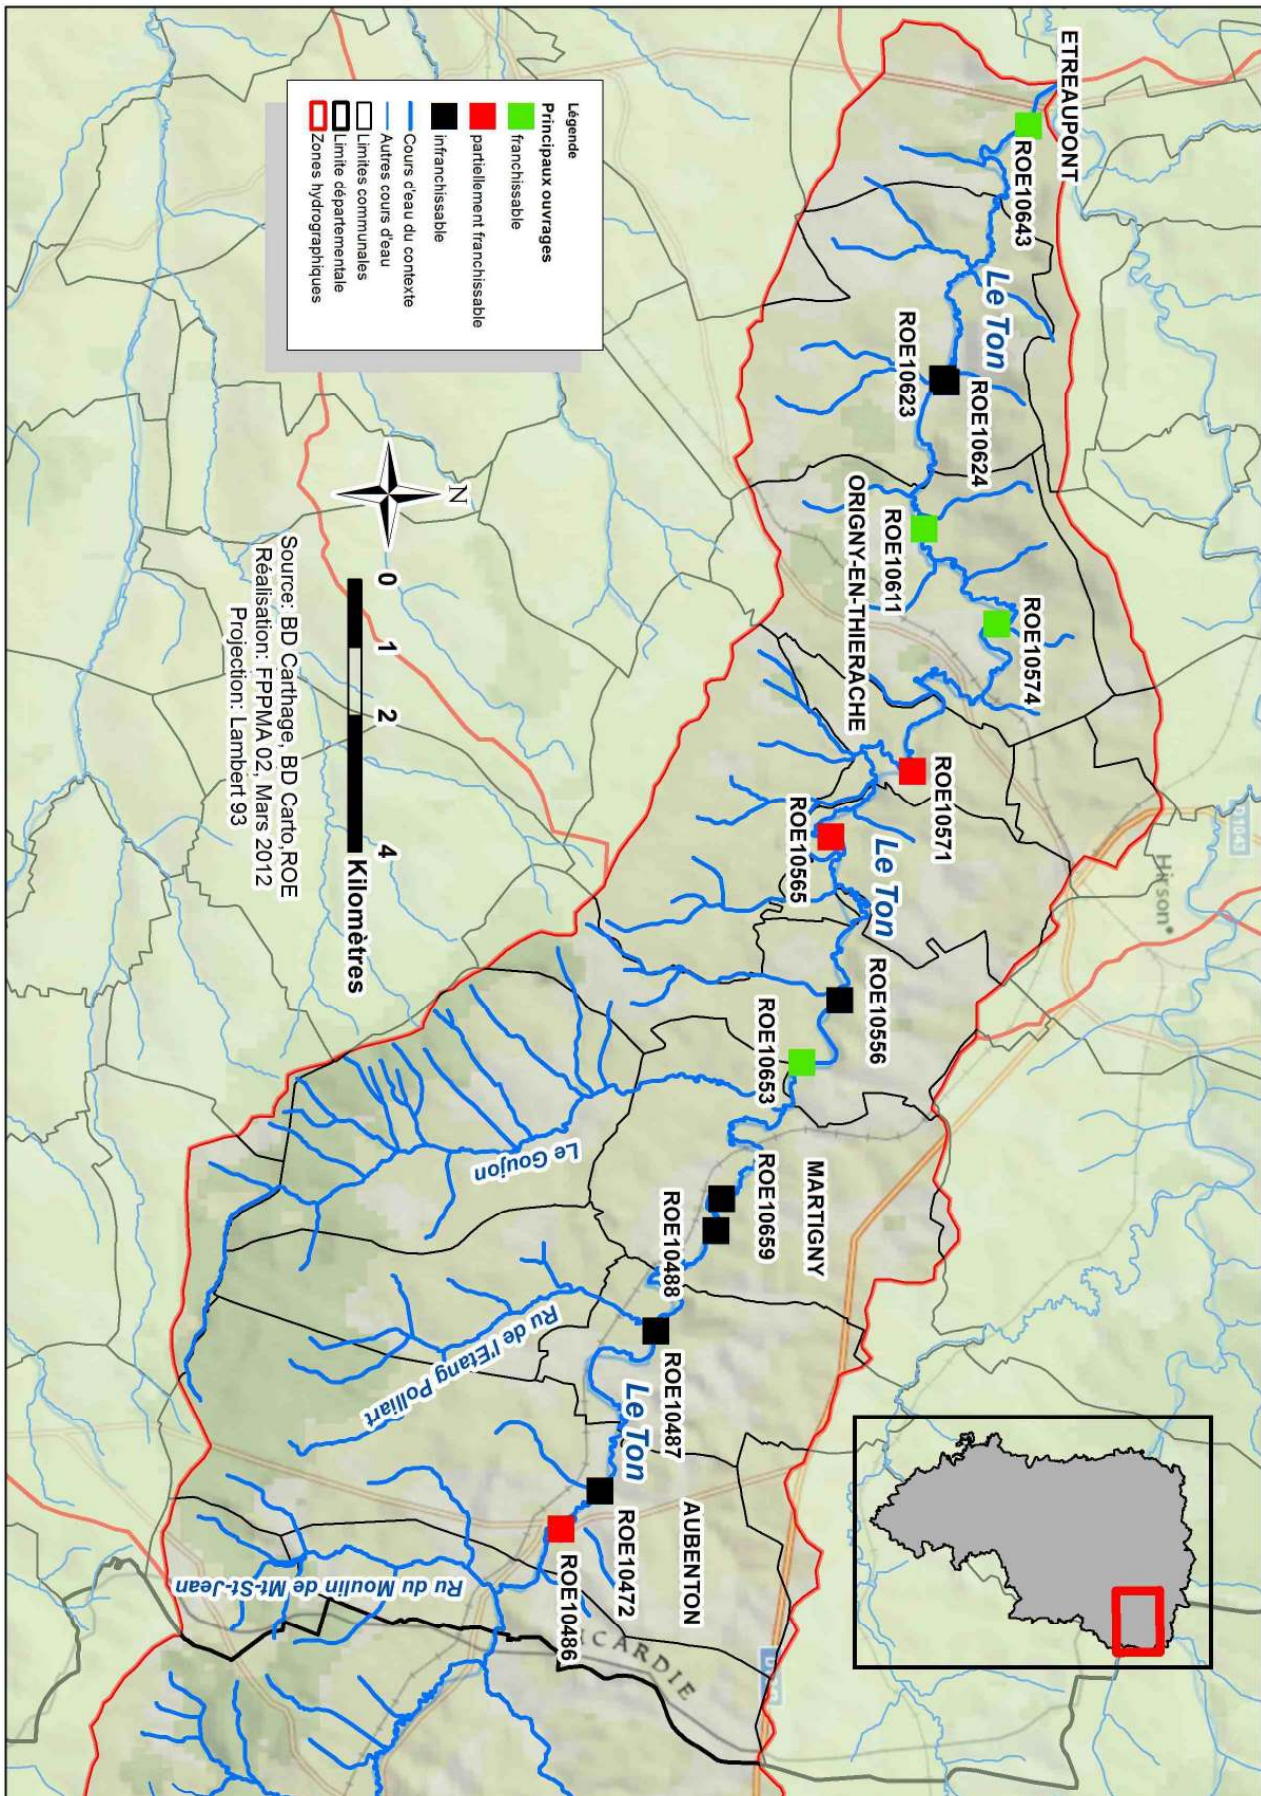 ETREAUPONT
ROE10643
Le Ton
ROE10623
ROE10624
ORIGNY-EN-THIERACHE
ROE10611
ROE10574
ROE10571
ROE10565
Le Ton
ROE10556
ROE10653
Hirson
D1043
MARTIGNY
ROE10659
ROE10488
Le Goujon
Ru de l'Etang Polliart
ROE10487
Le Ton
AUBENTON
ROE10472
ROE10486
Ru du Moulin de Mt-St-Jean
CARDIE
Légende
Principaux ouvrages
franchissable
partiellement franchissable
infranchissable
Cours d'eau du contexte
Autres cours d'eau
Limites communales
Limite départementale
Zones hydrographiques
N
0 1 2 4
Kilomètres
Source: BD Carthage, BD Carto,ROE
Réalisation: FPPMA 02, Mars 2012
Projection: Lambert 93